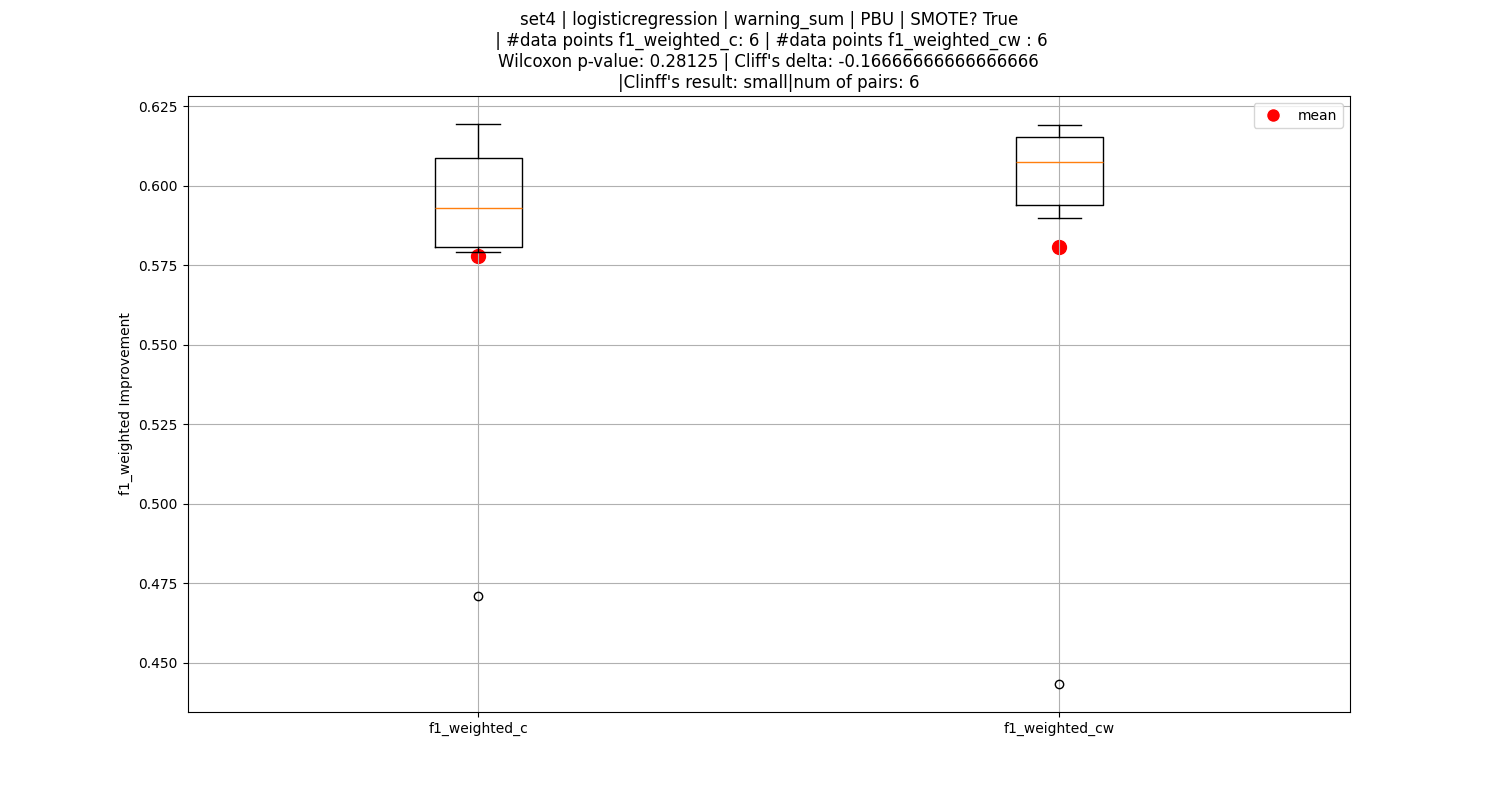 set4 | logisticregression | warning_sum | PBU | SMOTE? True
| #data points f1_weighted_c: 6 | #data points f1_weighted_cw : 6
Wilcoxon p-value: 0.28125 | Cliff's delta: -0.16666666666666666
|Clinff's result: small|num of pairs: 6
mean
0.625
0.600
0.575
0.550
0.525
0.500
0.475
0.450
f1_weighted Improvement
f1_weighted_c
f1_weighted_cw